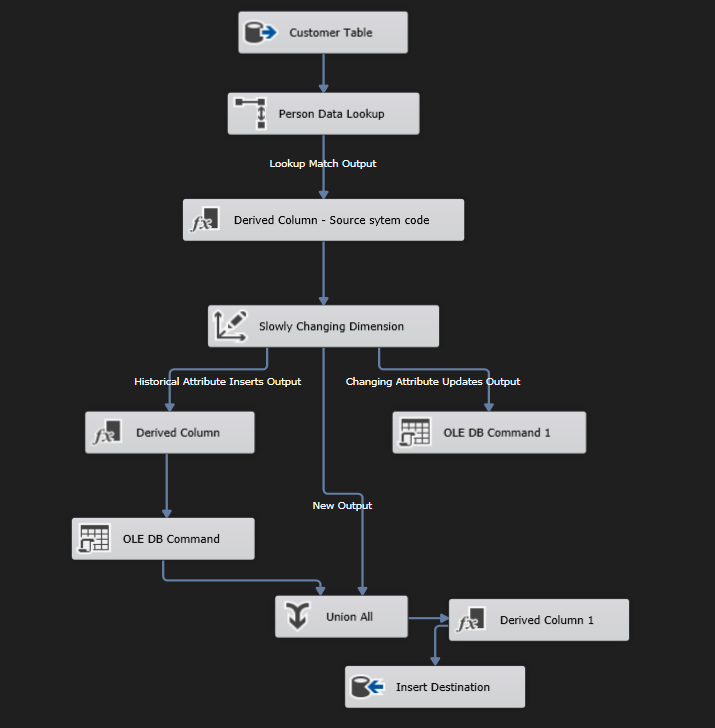 Customer Table
Person Data Lookup
Lookup Match Output
Derived Column - Source sytem code
Slowly Changing Dimension
Historical Attribute Inserts Output
Changing Attribute Updates Output
Derived Column
OLE DB Command 1
New Output
OLE DB Command
Union All
Derived Column 1
Insert Destination